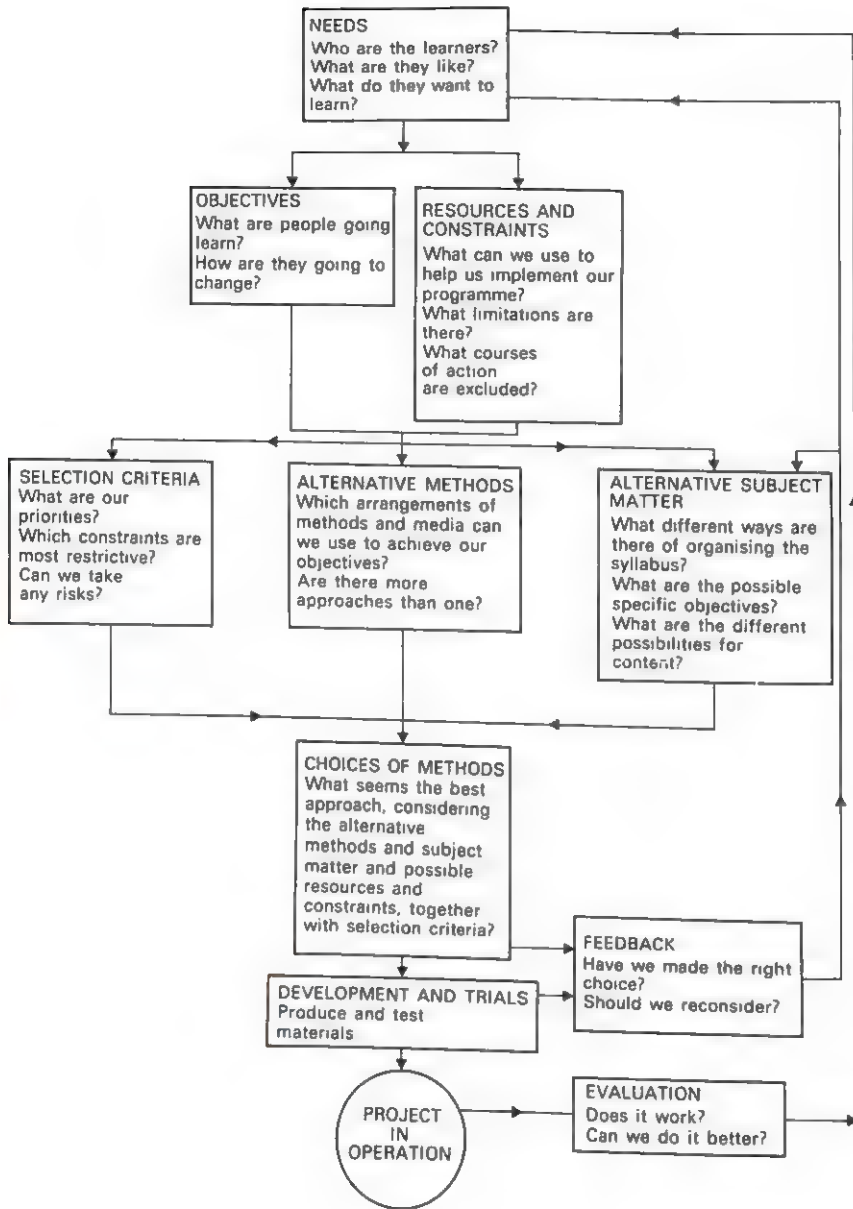 NEEDS
Who are the learners?
What are they like?
What do they want to
learn?
OBJECTIVES
What are people going
learn?
How are they going to
change?
RESOURCES AND
CONSTRAINTS
What can we use to
help us implement our
programme?
What limitations are
there?
What courses
of action
are excluded?
SELECTION CRITERIA
What are our
priorities?
Which constraints are
most restrictive?
Can we take
any risks?
ALTERNATIVE METHODS
Which arrangements of
methods and media can
we use to achieve our
objectives?
Are there more
approaches than one?
ALTERNATIVE SUBJECT
MATTER
What different ways are
there of organising the
syllabus?
What are the possible
specific objectives?
What are the different
possibilities for
content?
CHOICES OF METHODS
What seems the best
approach, considering
the alternative
methods and subject
matter and possible
resources and
constraints, together
with selection criteria?
FEEDBACK
Have we made the right
choice?
Should we reconsider?
DEVELOPMENT AND TRIALS
Produce and test
materials
PROJECT
IN
OPERATION
EVALUATION
Does it work?
Can we do it better?